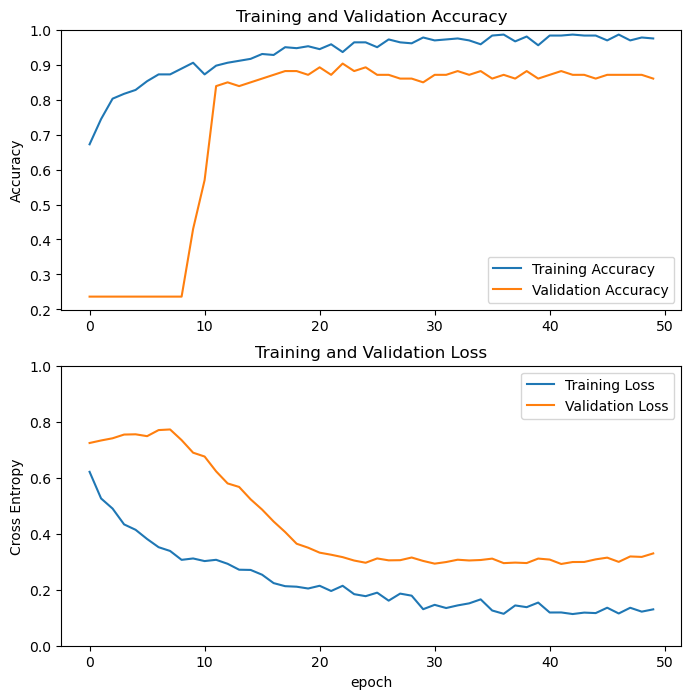 Training and Validation Accuracy
1.0
0.9
0.8
0.7
0.6
0.5
0.4
0.3
0.2
Accuracy
Training Accuracy
Validation Accuracy
0 10 20 30 40 50
Training and Validation Loss
1.0
0.8
0.6
0.4
0.2
0.0
Cross Entropy
Training Loss
Validation Loss
0 10 20 30 40 50
epoch